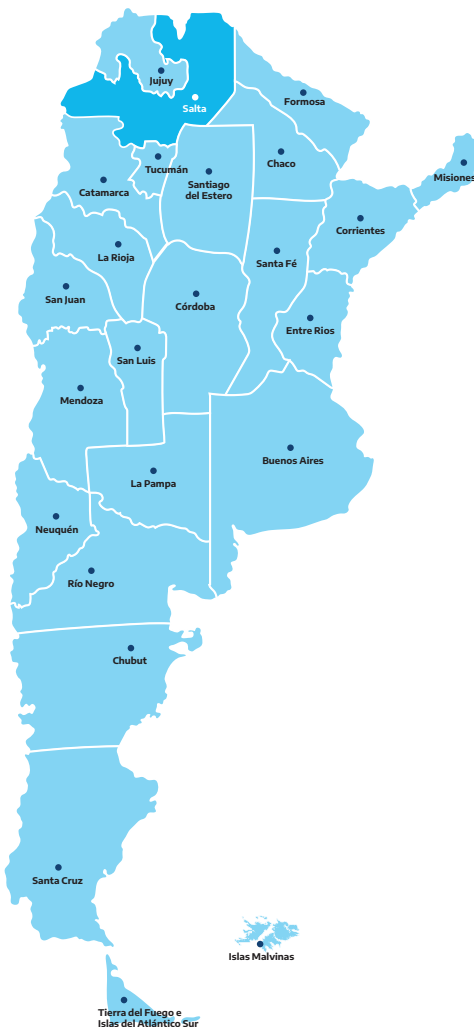 Jujuy
Salta
Formosa
Tucumán
Chaco
Misiones
Catamarca
Santiago
del Estero
Corrientes
La Rioja
Santa Fé
San Juan
Córdoba
Entre Rios
San Luis
Mendoza
Buenos Aires
La Pampa
Neuquén
Río Negro
Chubut
Santa Cruz
Islas Malvinas
Tierra del Fuego e
Islas del Atlántico Sur